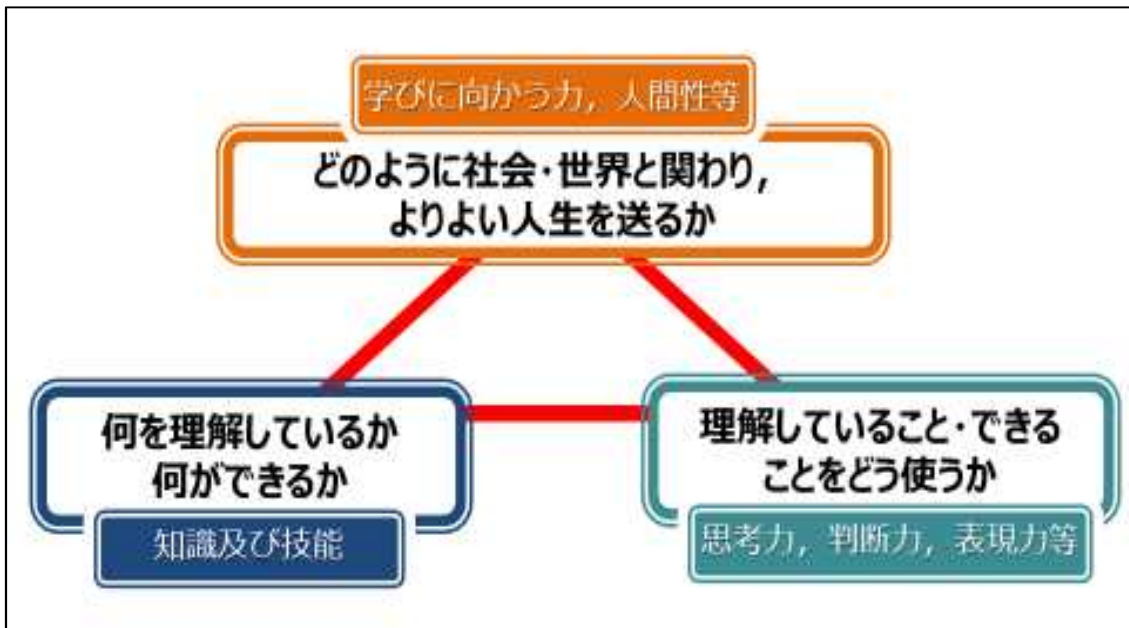 学びに向かう力，人間性等
どのように社会・世界と関わり，
よりよい人生を送るか
何を理解しているか
何ができるか
知識及び技能
理解していること・できる
ことをどう使うか
思考力，判断力，表現力等